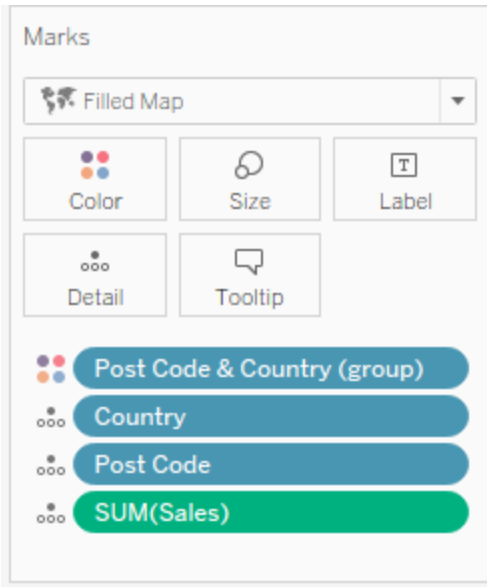 Marks
Filled Map
Color
Size
T
Label
Detail
Tooltip
Post Code & Country (group)
Country
Post Code
SUM(Sales)